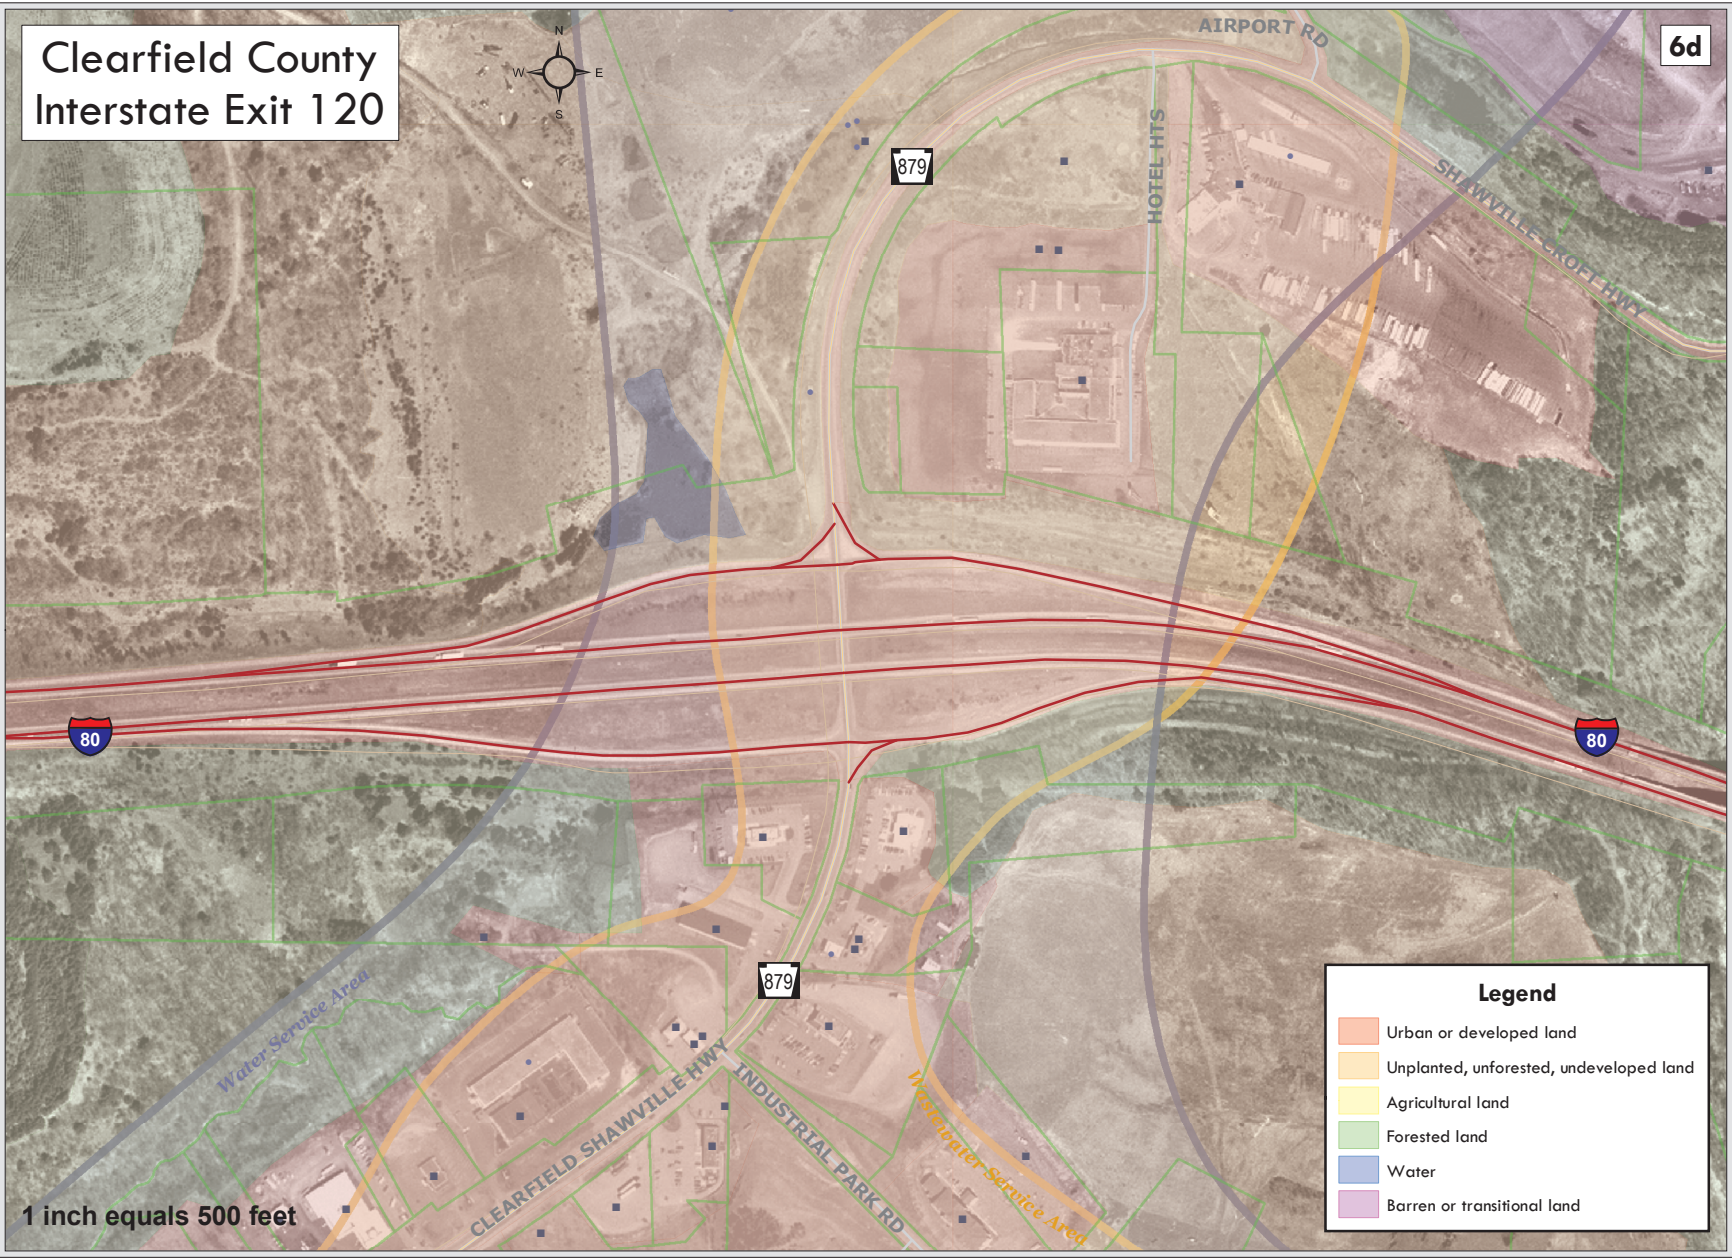 Clearfield County
Interstate Exit 120
N
W
E
S
6d
AIRPORT RD
879
HOTEL HTS
SHAWVILLE CROFT HWY
80
80
879
Water Service Area
CLEARFIELD SHAWVILLE HWY
INDUSTRIAL PARK RD
Wastewater Service Area
1 inch equals 500 feet
Legend
Urban or developed land
Unplanted, unforested, undeveloped land
Agricultural land
Forested land
Water
Barren or transitional land